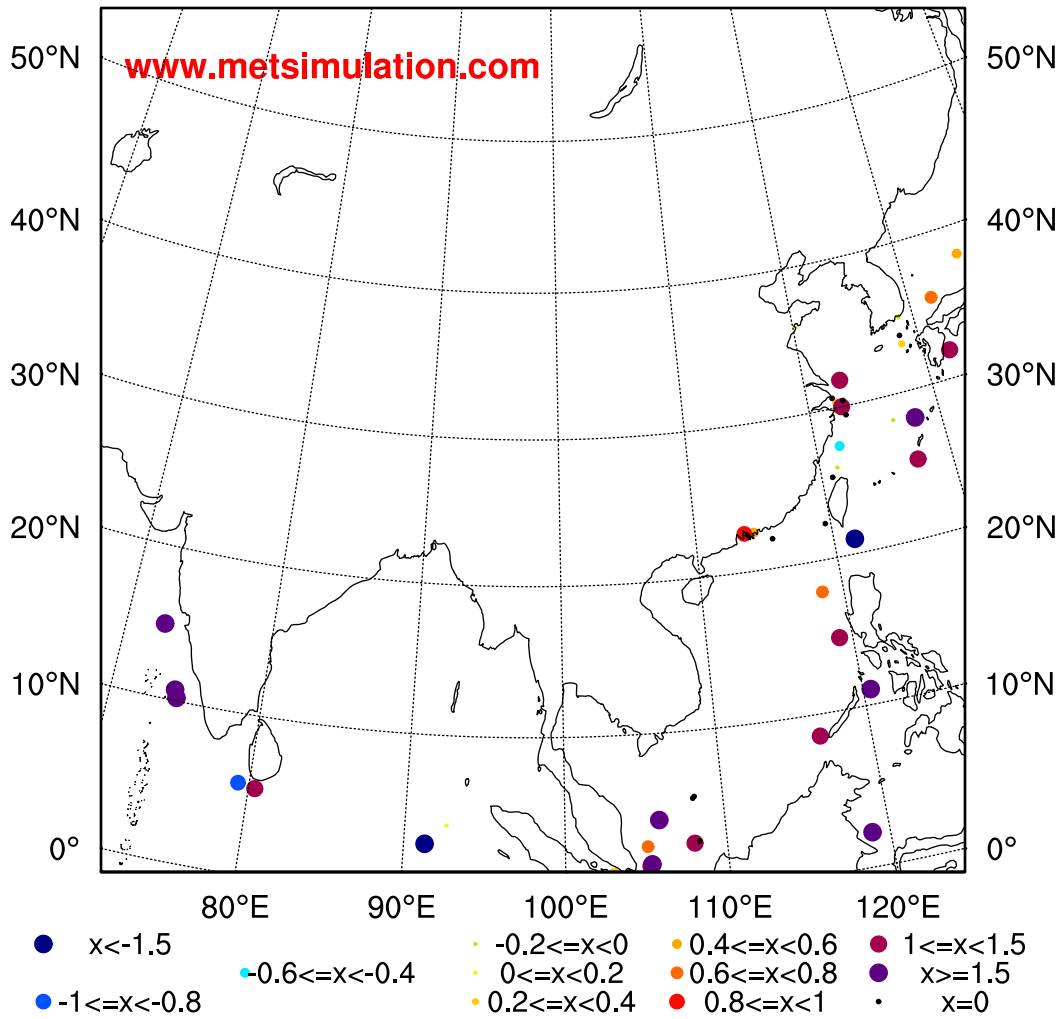 50°N 50°N
www.metsimulation.com
40°N 40°N
30°N 30°N
20°N 20°N
10°N 10°N
0° 0°
80°E 90°E 100°E 110°E 120°E
x<-1.5 -0.2<=x<0 0.4<=x<0.6 1<=x<1.5
-0.6<=x<-0.4 0<=x<0.2 0.6<=x<0.8 x>=1.5
-1<=x<-0.8 0.2<=x<0.4 0.8<=x<1 x=0